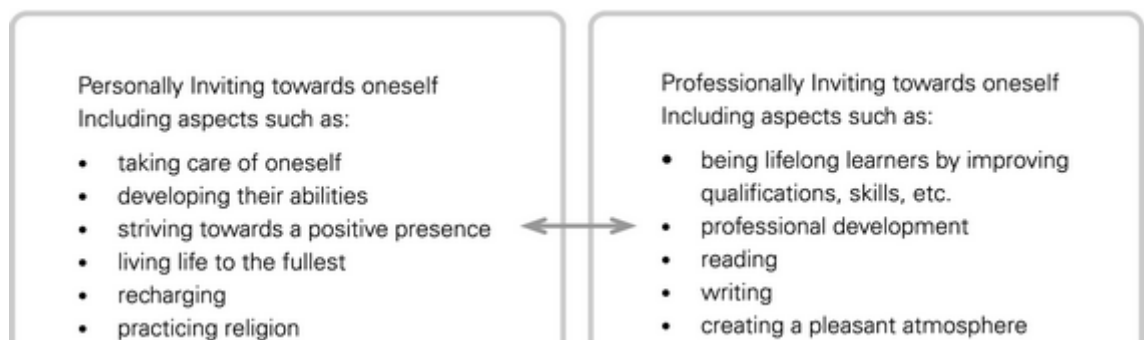 Personally Inviting towards oneself
Including aspects such as:
• taking care of oneself
• developing their abilities
• striving towards a positive presence
• living life to the fullest
• recharging
• practicing religion
Professionally Inviting towards oneself
Including aspects such as:
• being lifelong learners by improving
qualifications, skills, etc.
• professional development
• reading
• writing
• creating a pleasant atmosphere